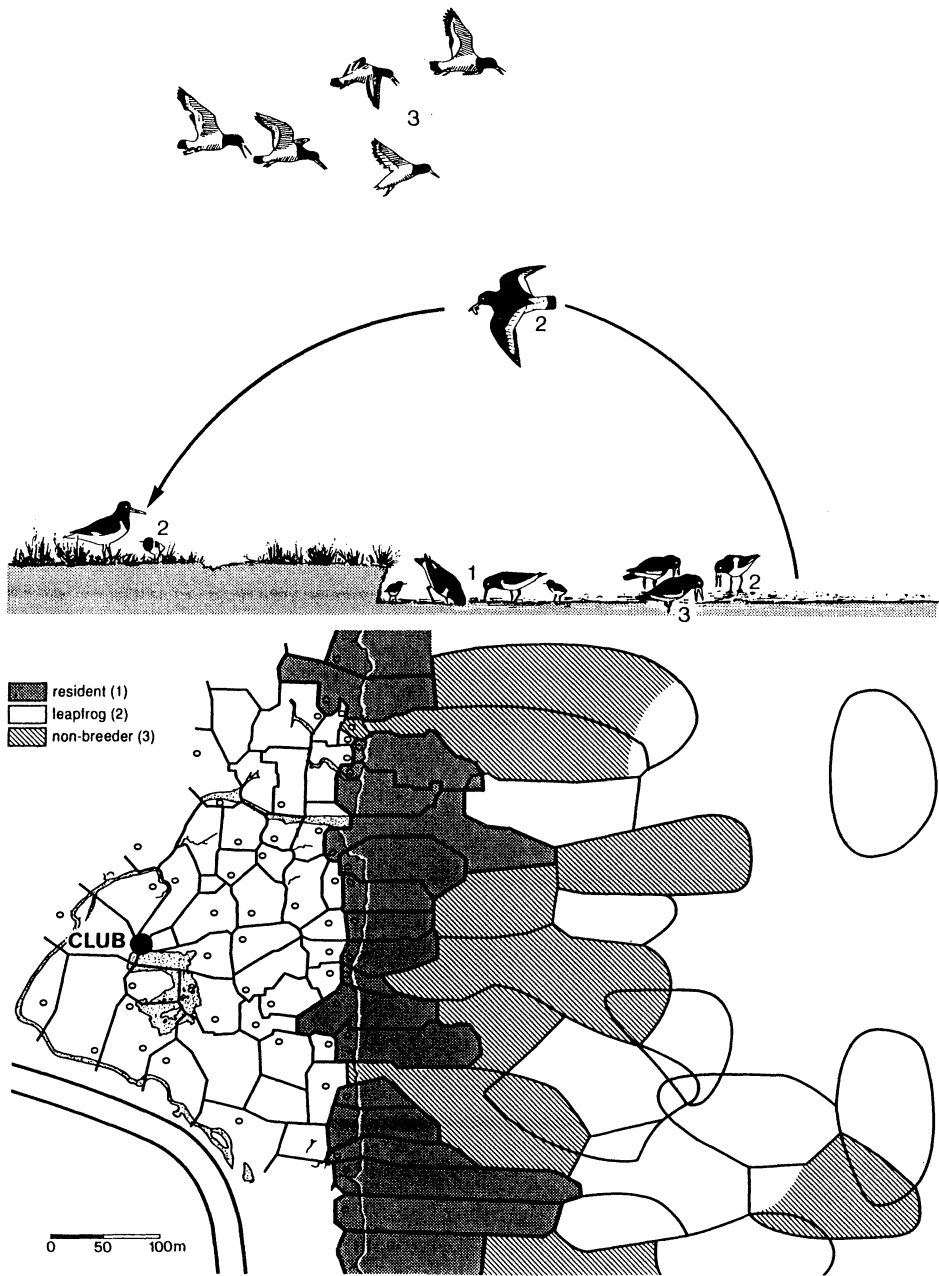 3
2
2
1
2
3
resident (1)
leapfrog (2)
non-breeder (3)
CLUB
0 50 100m